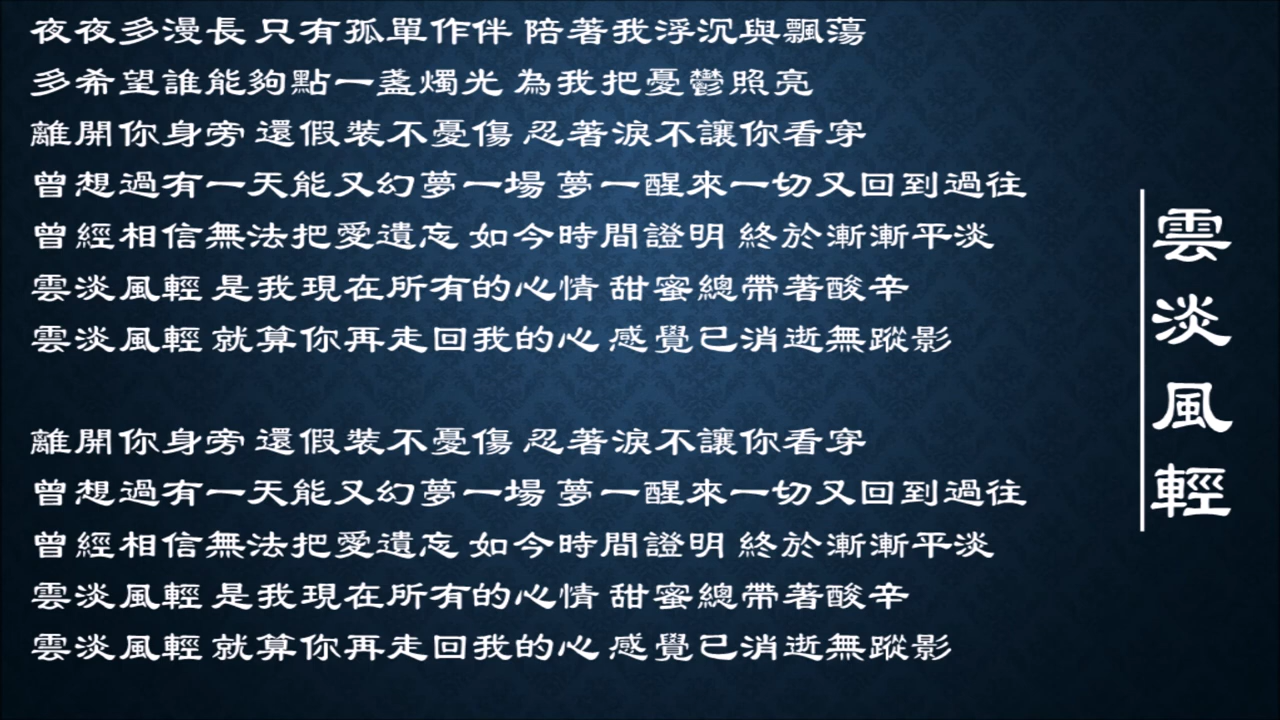 夜夜多漫長 只有孤單作伴 陪著我浮沉與飄蕩
多希望誰能夠點一盞燭光 為我把憂鬱照亮
離開你身旁 還假裝不憂傷 忍著淚不讓你看穿
曾想過有一天能又幻夢一場 夢一醒來一切又回到過往
曾經相信無法把愛遺忘 如今時間證明 終於漸漸平淡
雲淡風輕 是我現在所有的心情 甜蜜總帶著酸辛
雲淡風輕 就算你再走回我的心 感覺已消逝無蹤影
離開你身旁 還假裝不憂傷 忍著淚不讓你看穿
曾想過有一天能又幻夢一場 夢一醒來一切又回到過往
曾經相信無法把愛遺忘 如今時間證明 終於漸漸平淡
雲淡風輕 是我現在所有的心情 甜蜜總帶著酸辛
雲淡風輕 就算你再走回我的心 感覺已消逝無蹤影
雲淡風輕